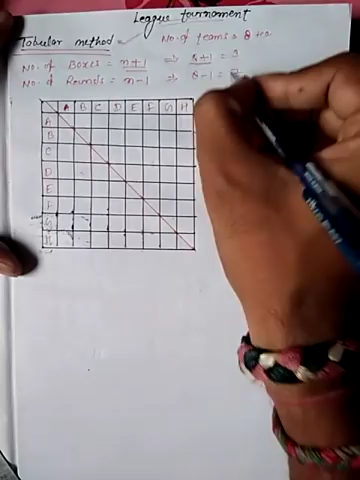 League tournament
Tabular method
No. of teams = 8
No. of Boxes = n+1 ⇒ 8+1 = 9
No. of Rounds = n-1 ⇒ 8-1 = 7
A B C D E F G H
A
B
C
D
E
F
G
H